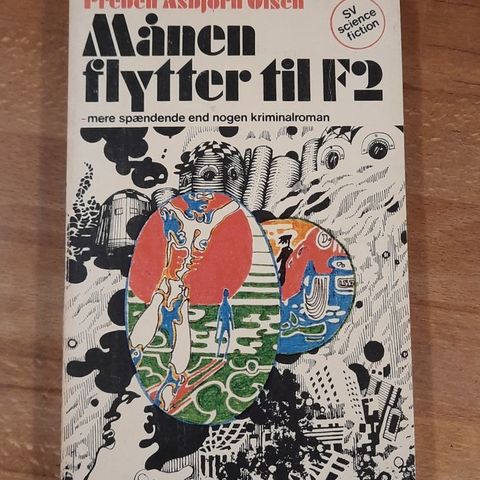 Preben Asbjørn Olsen
Månen
flytter til F2
SV
science
fiction
-mere spændende end nogen kriminalroman